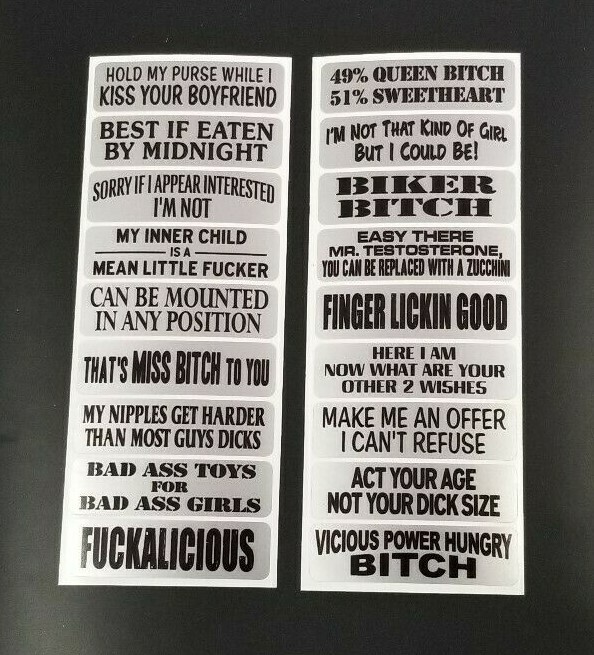 HOLD MY PURSE WHILE I
KISS YOUR BOYFRIEND
BEST IF EATEN
BY MIDNIGHT
SORRY IF I APPEAR INTERESTED
I'M NOT
MY INNER CHILD
IS A
MEAN LITTLE FUCKER
CAN BE MOUNTED
IN ANY POSITION
THAT'S MISS BITCH TO YOU
MY NIPPLES GET HARDER
THAN MOST GUYS DICKS
BAD ASS TOYS
FOR
BAD ASS GIRLS
FUCKALICIOUS
49% QUEEN BITCH
51% SWEETHEART
I'M NOT THAT KIND OF GIRL
BUT I COULD BE!
BIKER
BITCH
EASY THERE
MR. TESTOSTERONE,
YOU CAN BE REPLACED WITH A ZUCCHINI
FINGER LICKIN GOOD
HERE I AM
NOW WHAT ARE YOUR
OTHER 2 WISHES
MAKE ME AN OFFER
I CAN'T REFUSE
ACT YOUR AGE
NOT YOUR DICK SIZE
VICIOUS POWER HUNGRY
BITCH